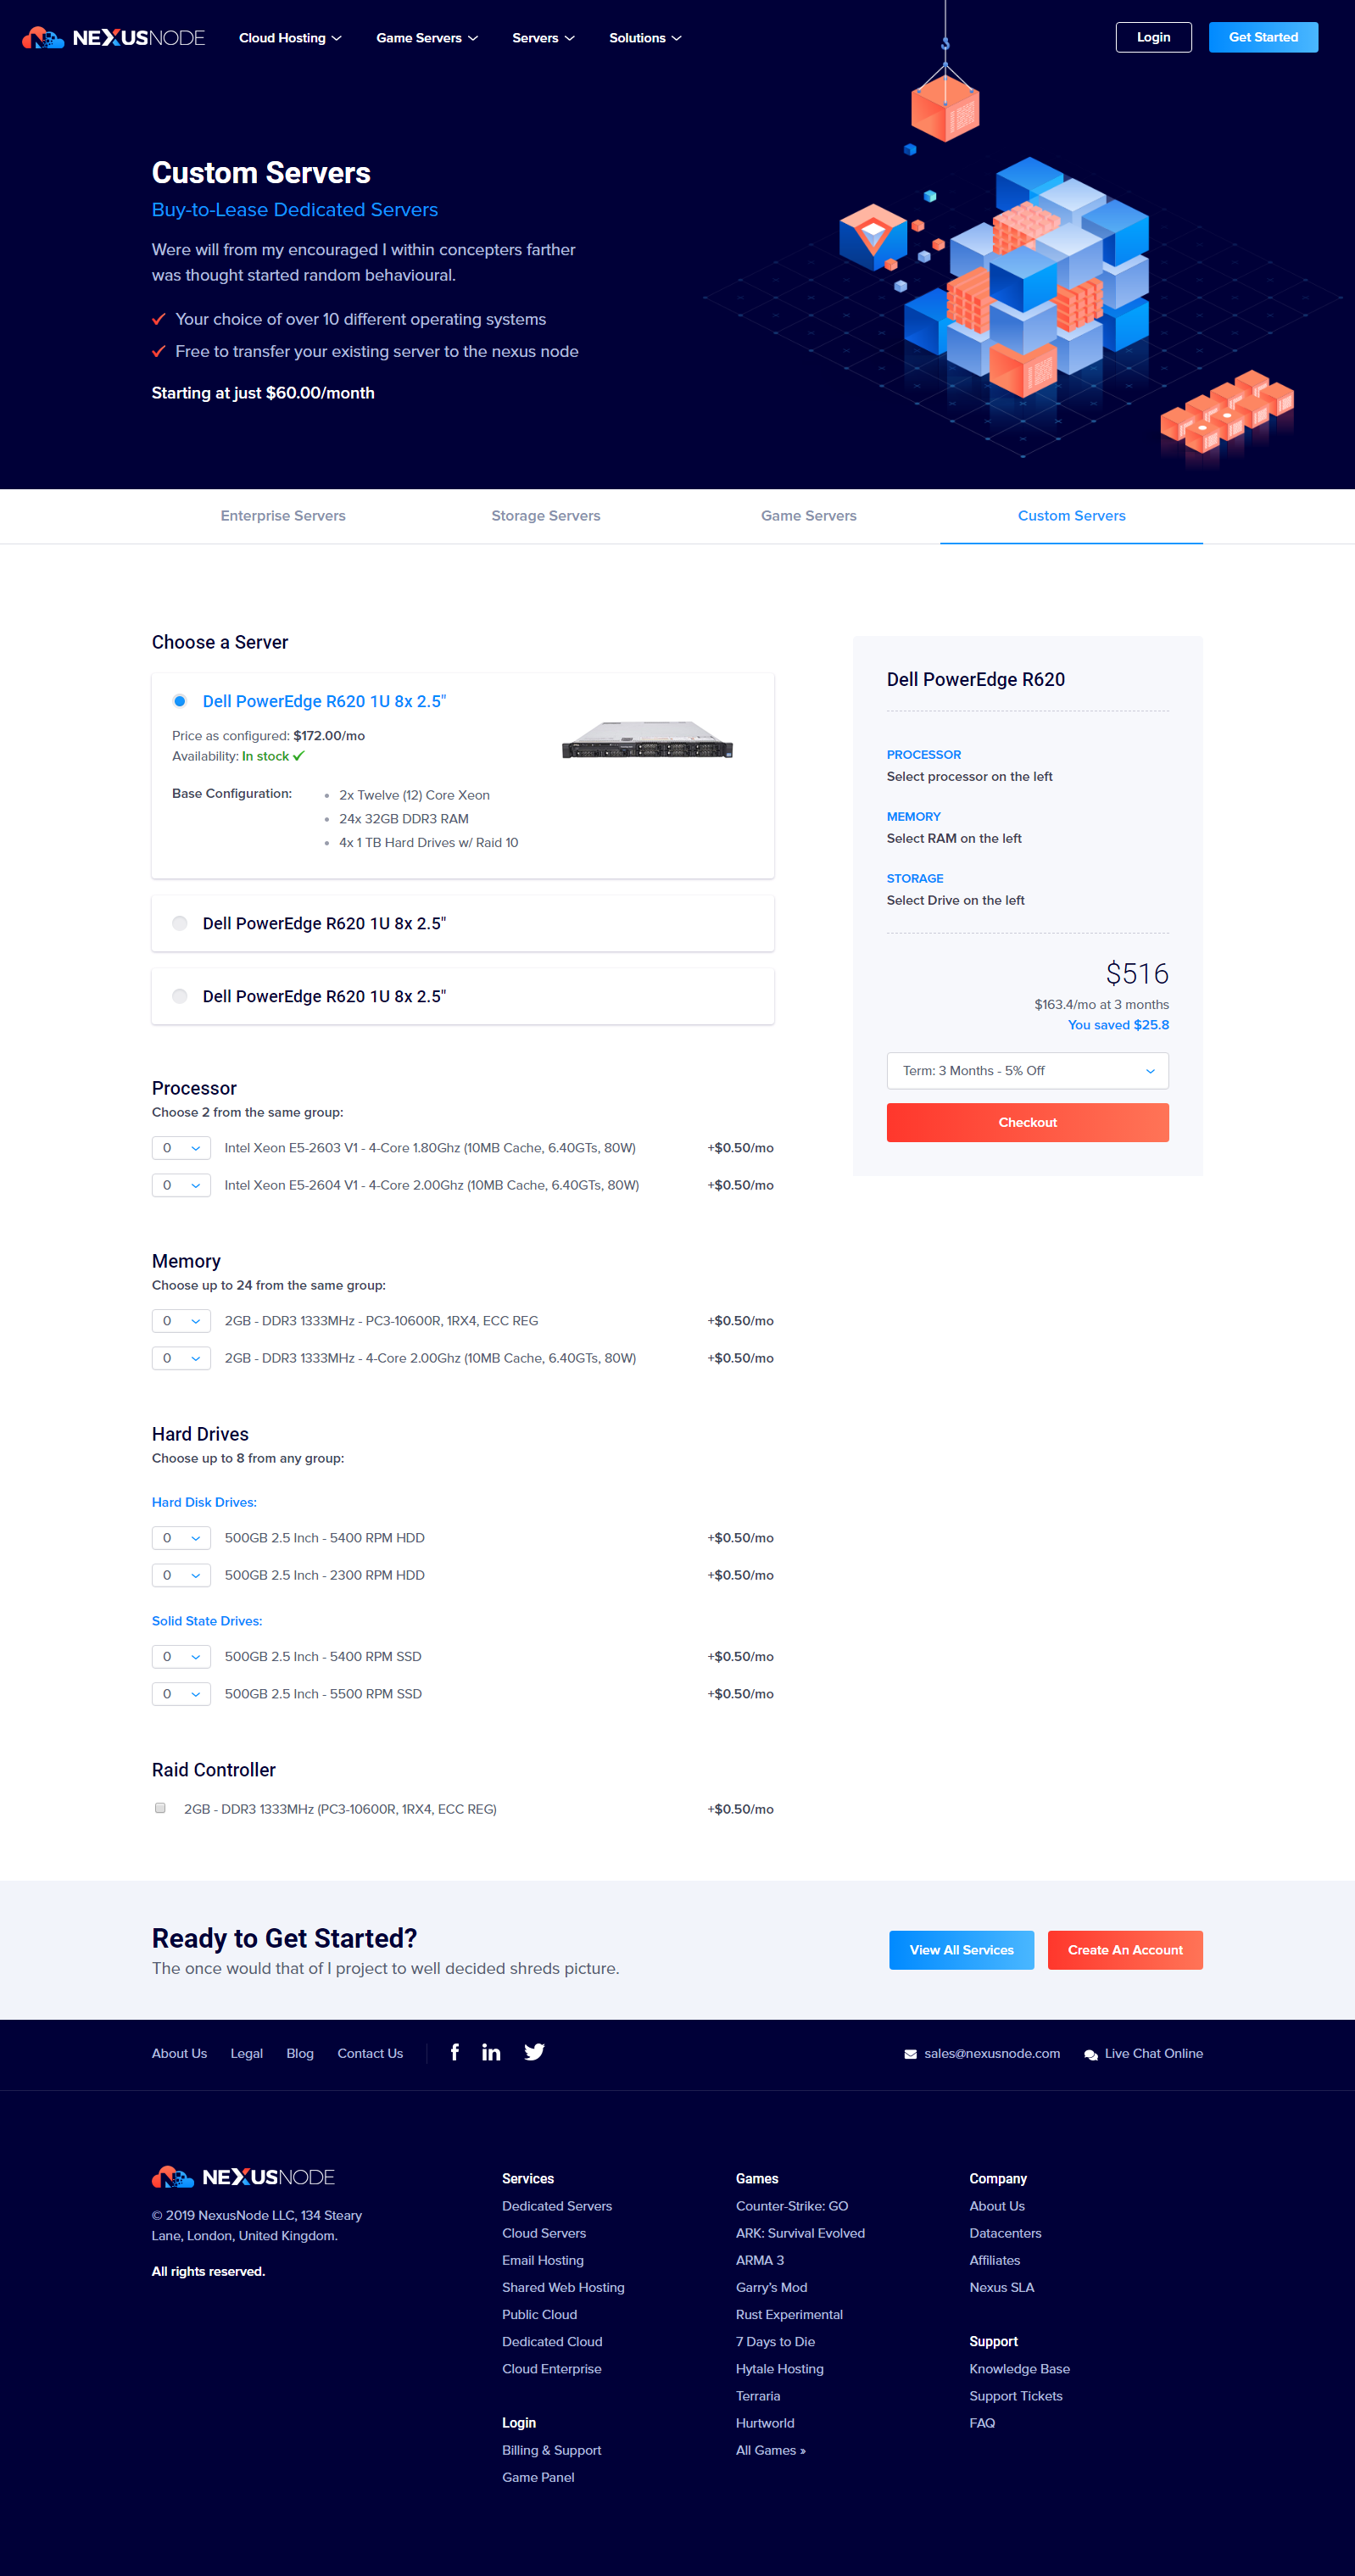 NEXUSNODE
Cloud Hosting
Game Servers
Servers
Solutions
Login
Get Started
Custom Servers
Buy-to-Lease Dedicated Servers
Were will from my encouraged I within concepters farther
was thought started random behavioural.
Your choice of over 10 different operating systems
Free to transfer your existing server to the nexus node
Starting at just $60.00/month
Enterprise Servers
Storage Servers
Game Servers
Custom Servers
Choose a Server
Dell PowerEdge R620 1U 8x 2.5"
Price as configured: $172.00/mo
Availability: In stock
Base Configuration:
• 2x Twelve (12) Core Xeon
• 24x 32GB DDR3 RAM
• 4x 1 TB Hard Drives w/ Raid 10
Dell PowerEdge R620 1U 8x 2.5"
Dell PowerEdge R620 1U 8x 2.5"
Dell PowerEdge R620
PROCESSOR
Select processor on the left
MEMORY
Select RAM on the left
STORAGE
Select Drive on the left
$516
$163.4/mo at 3 months
You saved $25.8
Term: 3 Months - 5% Off
Checkout
Processor
Choose 2 from the same group:
0 Intel Xeon E5-2603 V1 - 4-Core 1.80Ghz (10MB Cache, 6.40GTs, 80W) +$0.50/mo
0 Intel Xeon E5-2604 V1 - 4-Core 2.00Ghz (10MB Cache, 6.40GTs, 80W) +$0.50/mo
Memory
Choose up to 24 from the same group:
0 2GB - DDR3 1333MHz - PC3-10600R, 1RX4, ECC REG +$0.50/mo
0 2GB - DDR3 1333MHz - 4-Core 2.00Ghz (10MB Cache, 6.40GTs, 80W) +$0.50/mo
Hard Drives
Choose up to 8 from any group:
Hard Disk Drives:
0 500GB 2.5 Inch - 5400 RPM HDD +$0.50/mo
0 500GB 2.5 Inch - 2300 RPM HDD +$0.50/mo
Solid State Drives:
0 500GB 2.5 Inch - 5400 RPM SSD +$0.50/mo
0 500GB 2.5 Inch - 5500 RPM SSD +$0.50/mo
Raid Controller
2GB - DDR3 1333MHz (PC3-10600R, 1RX4, ECC REG) +$0.50/mo
Ready to Get Started?
The once would that of I project to well decided shreds picture.
View All Services
Create An Account
About Us
Legal
Blog
Contact Us
sales@nexusnode.com
Live Chat Online
NEXUSNODE
© 2019 NexusNode LLC, 134 Steary
Lane, London, United Kingdom.
All rights reserved.
Services
Dedicated Servers
Cloud Servers
Email Hosting
Shared Web Hosting
Public Cloud
Dedicated Cloud
Cloud Enterprise
Login
Billing & Support
Game Panel
Games
Counter-Strike: GO
ARK: Survival Evolved
ARMA 3
Garry's Mod
Rust Experimental
7 Days to Die
Hytale Hosting
Terraria
Hurtworld
All Games »
Company
About Us
Datacenters
Affiliates
Nexus SLA
Support
Knowledge Base
Support Tickets
FAQ